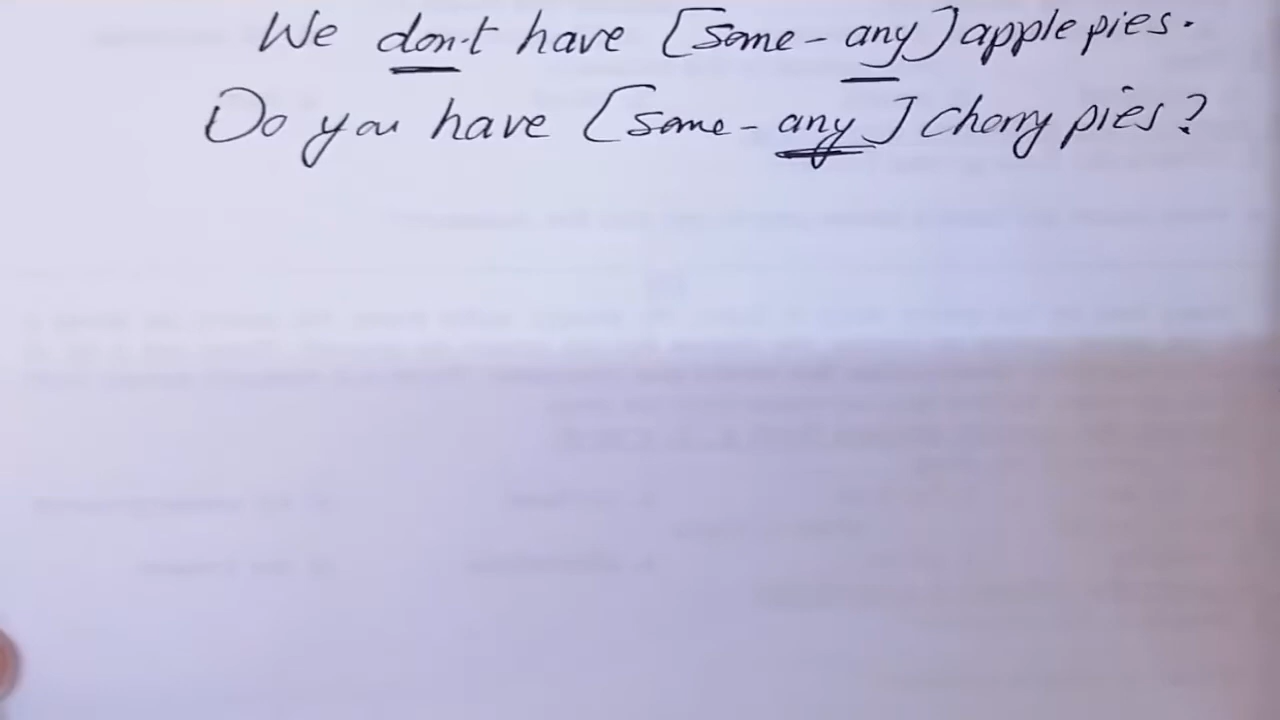 We don't have [some - any] apple pies.
Do you have [some - any] cherry pies?